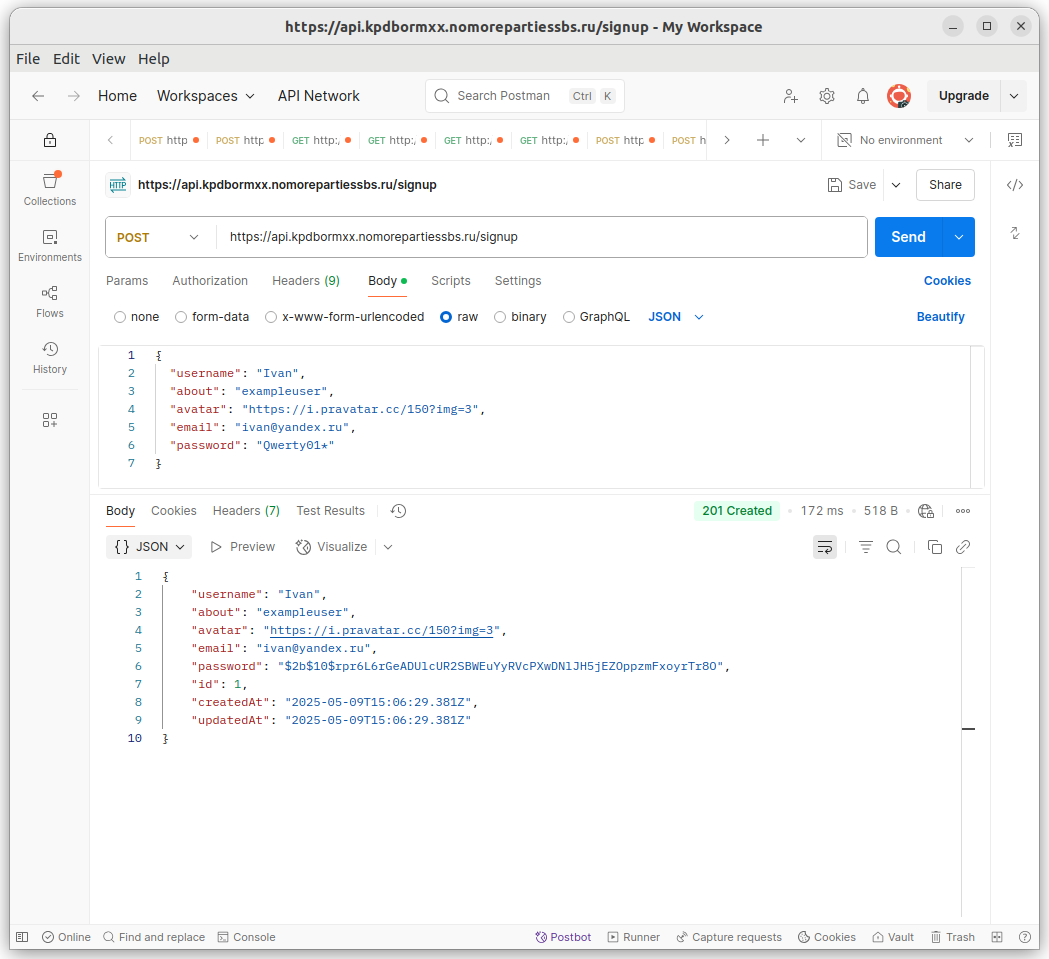 https://api.kpdbormxx.nomorepartiessbs.ru/signup - My Workspace
File Edit View Help
Home Workspaces API Network Search Postman Ctrl K Upgrade
POST http POST http GET http:/ GET http:/ GET http:/ GET http:/ POST http POST h No environment
Collections
Environments
Flows
History
HTTP https://api.kpdbormxx.nomorepartiessbs.ru/signup Save Share
POST https://api.kpdbormxx.nomorepartiessbs.ru/signup Send
Params Authorization Headers (9) Body Scripts Settings Cookies
none form-data x-www-form-urlencoded raw binary GraphQL JSON Beautify
1 {
2 "username": "Ivan",
3 "about": "exampleuser",
4 "avatar": "https://i.pravatar.cc/150?img=3",
5 "email": "ivan@yandex.ru",
6 "password": "Qwerty01*"
7 }
Body Cookies Headers (7) Test Results 201 Created 172 ms 518 B
{} JSON Preview Visualize
1 {
2 "username": "Ivan",
3 "about": "exampleuser",
4 "avatar": "https://i.pravatar.cc/150?img=3",
5 "email": "ivan@yandex.ru",
6 "password": "$2b$10$rpr6L6rGeADUlcUR2SBWEuYyRVcPXwDNlJH5jEZOppzmFxoyrTr8O",
7 "id": 1,
8 "createdAt": "2025-05-09T15:06:29.381Z",
9 "updatedAt": "2025-05-09T15:06:29.381Z"
10 }
Online Find and replace Console Postbot Runner Capture requests Cookies Vault Trash